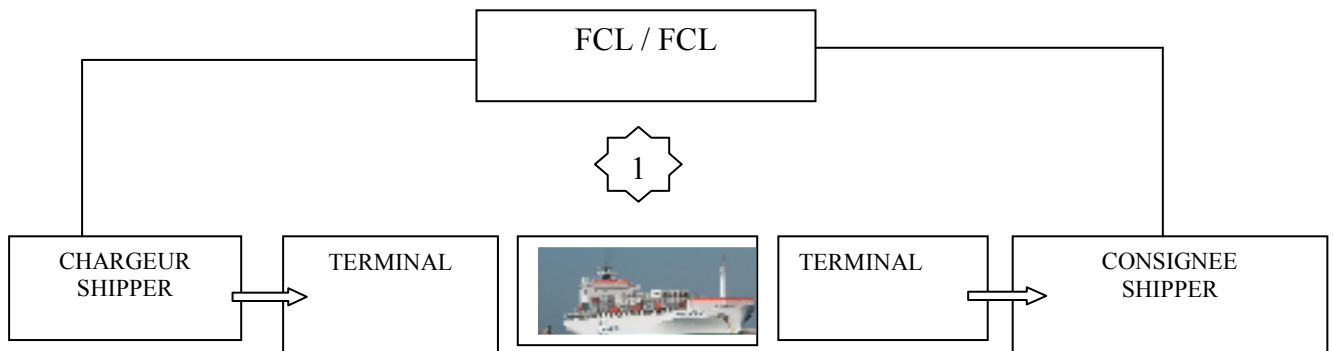 FCL / FCL
1
CHARGEUR
SHIPPER
TERMINAL
TERMINAL
CONSIGNEE
SHIPPER